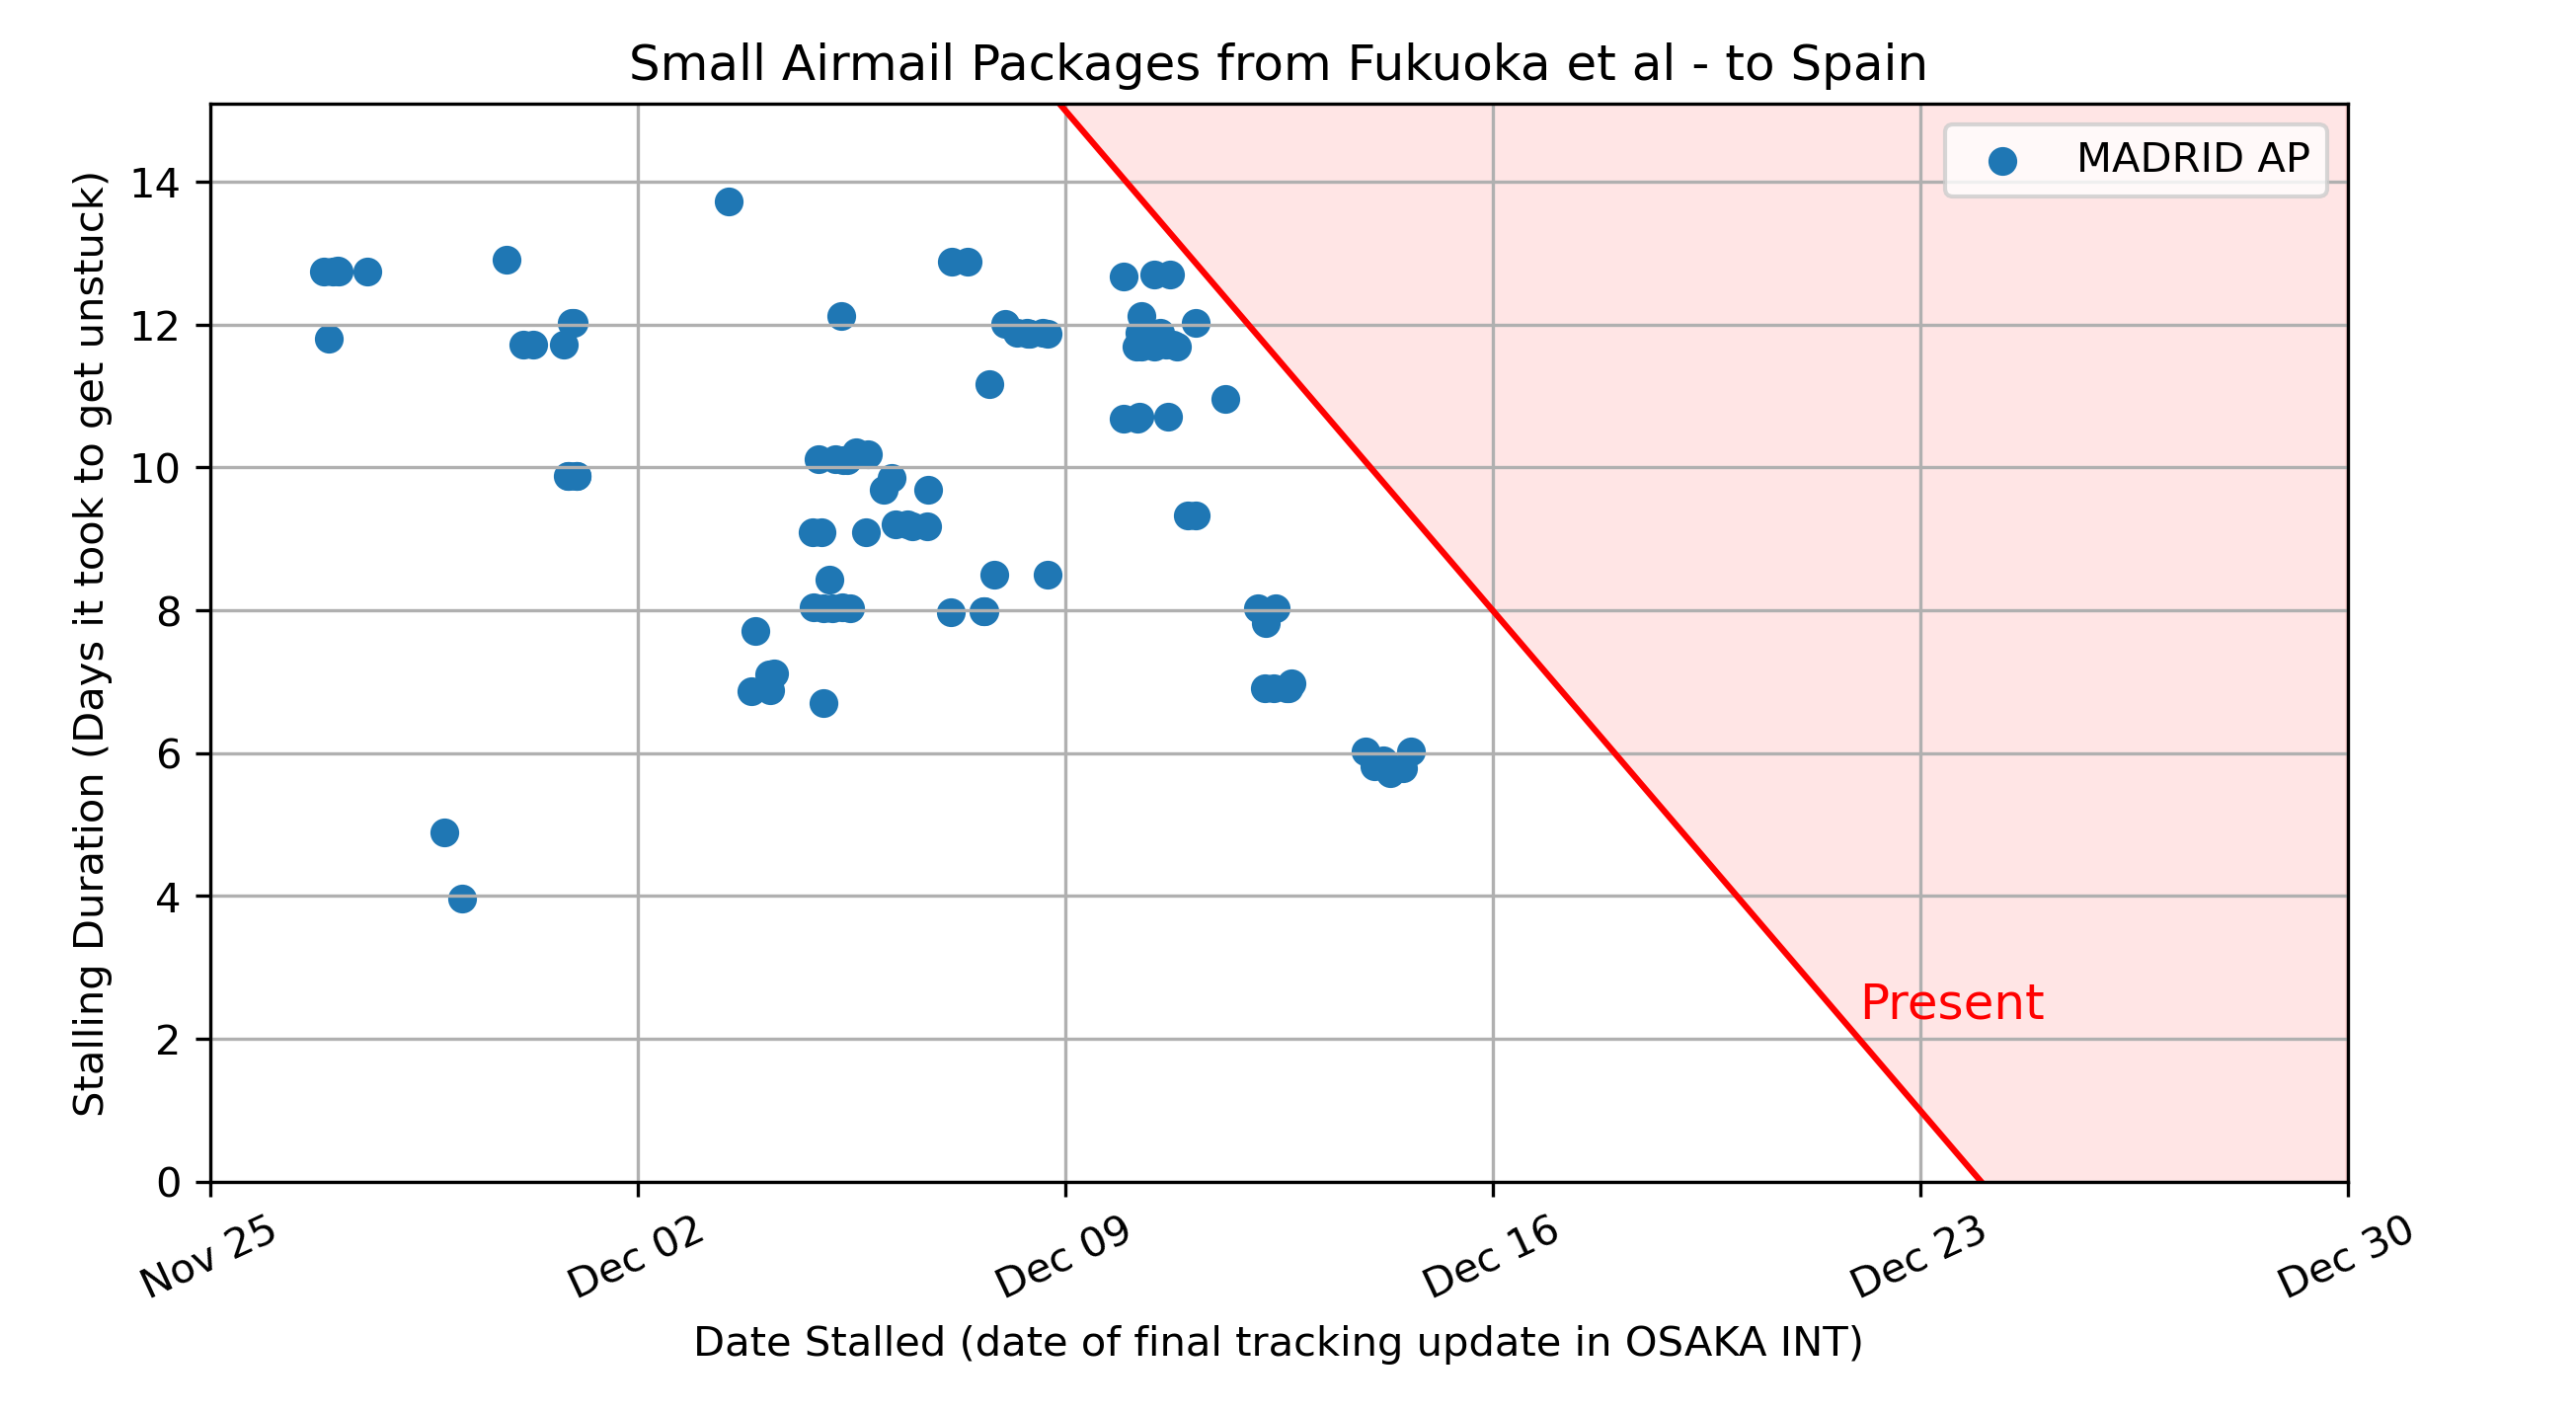 Small Airmail Packages from Fukuoka et al - to Spain
MADRID AP
Stalling Duration (Days it took to get unstuck)
14
12
10
8
6
4
2
0
Present
Nov 25
Dec 02
Dec 09
Dec 16
Dec 23
Dec 30
Date Stalled (date of final tracking update in OSAKA INT)